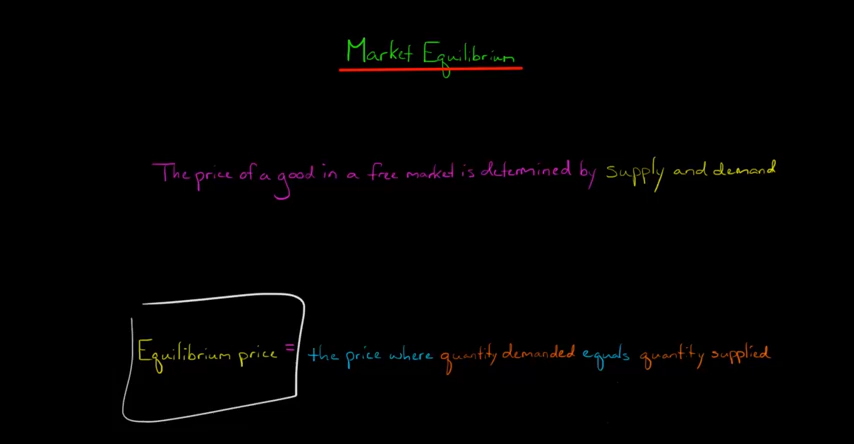 Market Equilibrium
The price of a good in a free market is determined by supply and demand
Equilibrium price = the price where quantity demanded equals quantity supplied